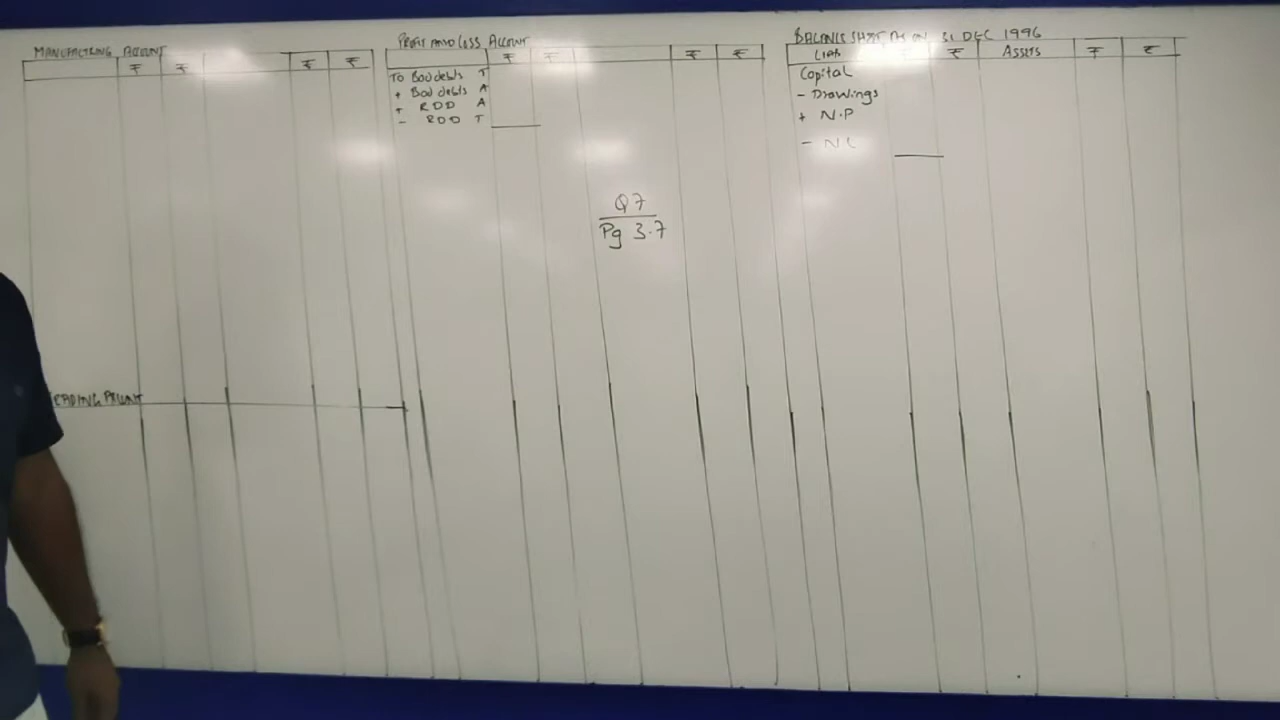 MANUFACTURING ACCOUNT
₹ ₹ ₹ ₹
TRADING ACCOUNT
PROFIT AND LOSS ACCOUNT
₹ ₹ ₹ ₹
To Bad debts T
+ Bad debts A
+ RDD A
- RDD T
Q7
Pg 3.7
BALANCE SHEET AS ON 31 DEC 1996
Liab ₹ ₹ Assets ₹ ₹
Capital
- Drawings
+ N.P
- NL